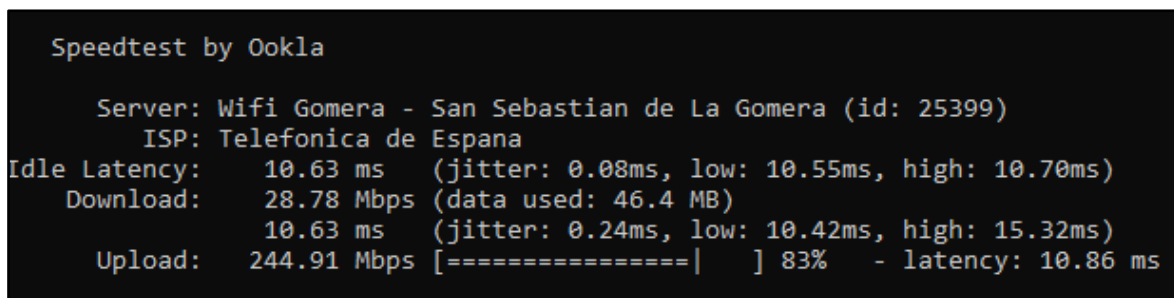 Speedtest by Ookla
Server: Wifi Gomera - San Sebastian de La Gomera (id: 25399)
ISP: Telefonica de Espana
Idle Latency: 10.63 ms (jitter: 0.08ms, low: 10.55ms, high: 10.70ms)
Download: 28.78 Mbps (data used: 46.4 MB)
10.63 ms (jitter: 0.24ms, low: 10.42ms, high: 15.32ms)
Upload: 244.91 Mbps [================| ] 83% - latency: 10.86 ms